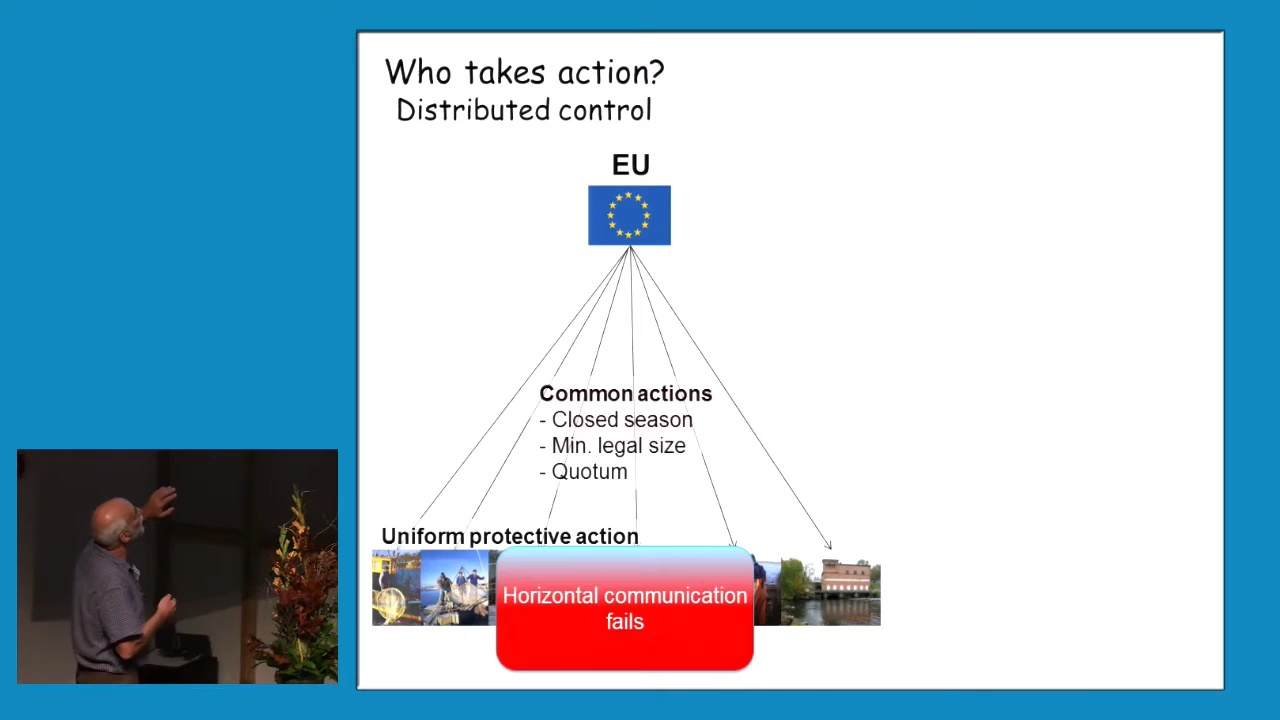 Who takes action?
Distributed control
EU
Common actions
- Closed season
- Min. legal size
- Quotum
Uniform protective action
Horizontal communication
fails